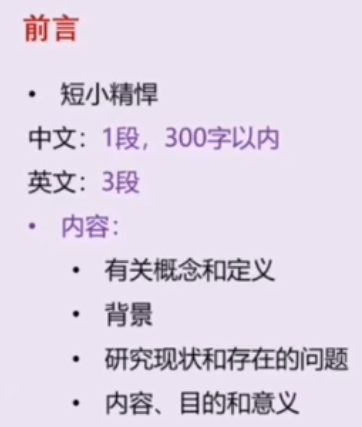 前言
• 短小精悍
中文：1段，300字以内
英文：3段
• 内容：
• 有关概念和定义
• 背景
• 研究现状和存在的问题
• 内容、目的和意义